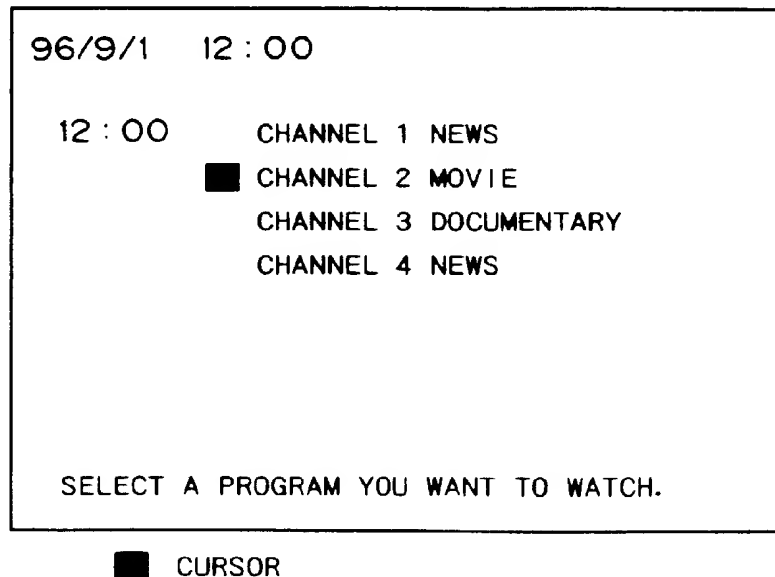 96/9/1 12:00
12:00 CHANNEL 1 NEWS
CHANNEL 2 MOVIE
CHANNEL 3 DOCUMENTARY
CHANNEL 4 NEWS
SELECT A PROGRAM YOU WANT TO WATCH.
CURSOR